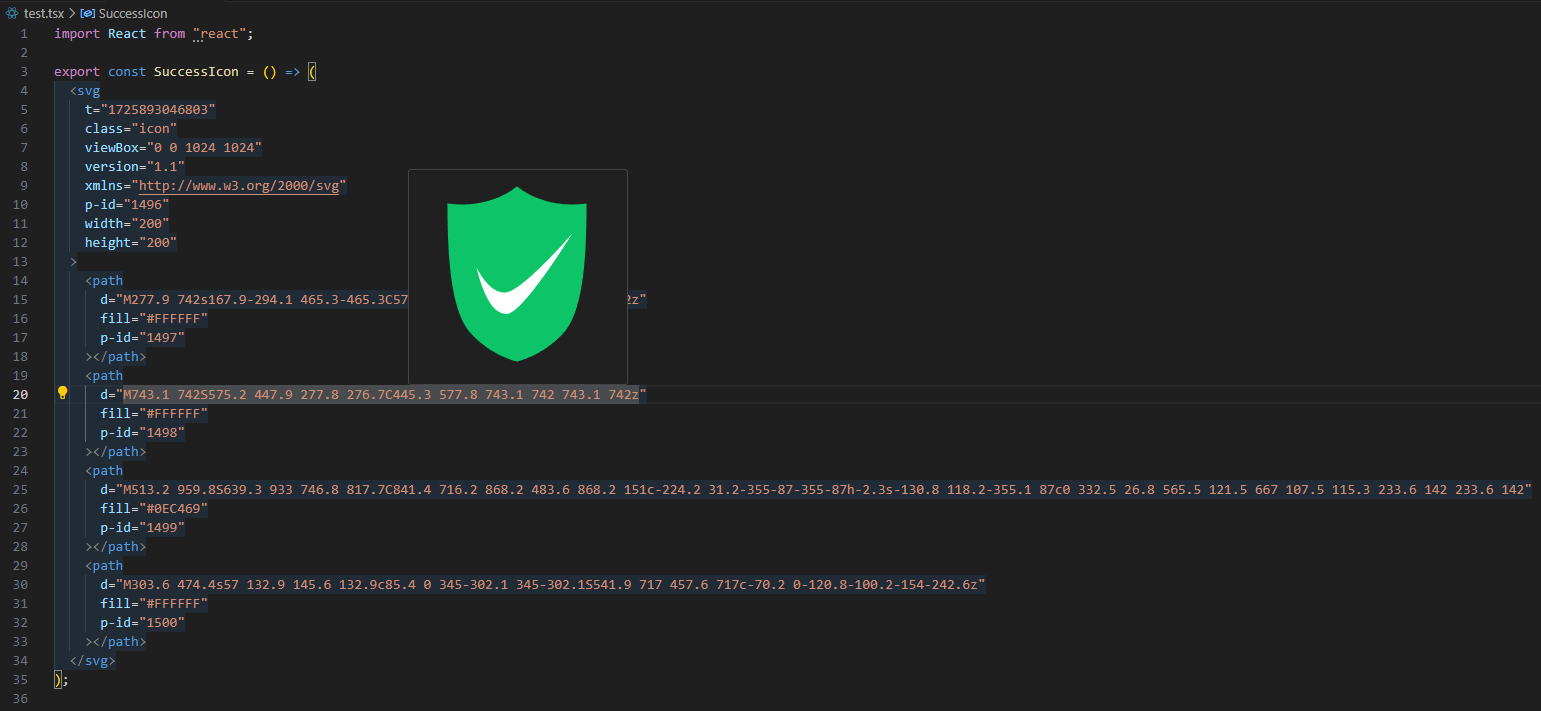 test.tsx > SuccessIcon
1 import React from "react";
2
3 export const SuccessIcon = () => (
4 <svg
5 t="1725893046803"
6 class="icon"
7 viewBox="0 0 1024 1024"
8 version="1.1"
9 xmlns="http://www.w3.org/2000/svg"
10 p-id="1496"
11 width="200"
12 height="200"
13 >
14 <path
15 d="M277.9 742s167.9-294.1 465.3-465.3C57 2z"
16 fill="#FFFFFF"
17 p-id="1497"
18 ></path>
19 <path
20 d="M743.1 742S575.2 447.9 277.8 276.7C445.3 577.8 743.1 742 743.1 742z"
21 fill="#FFFFFF"
22 p-id="1498"
23 ></path>
24 <path
25 d="M513.2 959.8S639.3 933 746.8 817.7C841.4 716.2 868.2 483.6 868.2 151c-224.2 31.2-355-87-355-87h-2.3s-130.8 118.2-355.1 87c0 332.5 26.8 565.5 121.5 667 107.5 115.3 233.6 142 233.6 142"
26 fill="#0EC469"
27 p-id="1499"
28 ></path>
29 <path
30 d="M303.6 474.4s57 132.9 145.6 132.9c85.4 0 345-302.1 345-302.1S541.9 717 457.6 717c-70.2 0-120.8-100.2-154-242.6z"
31 fill="#FFFFFF"
32 p-id="1500"
33 ></path>
34 </svg>
35 );
36